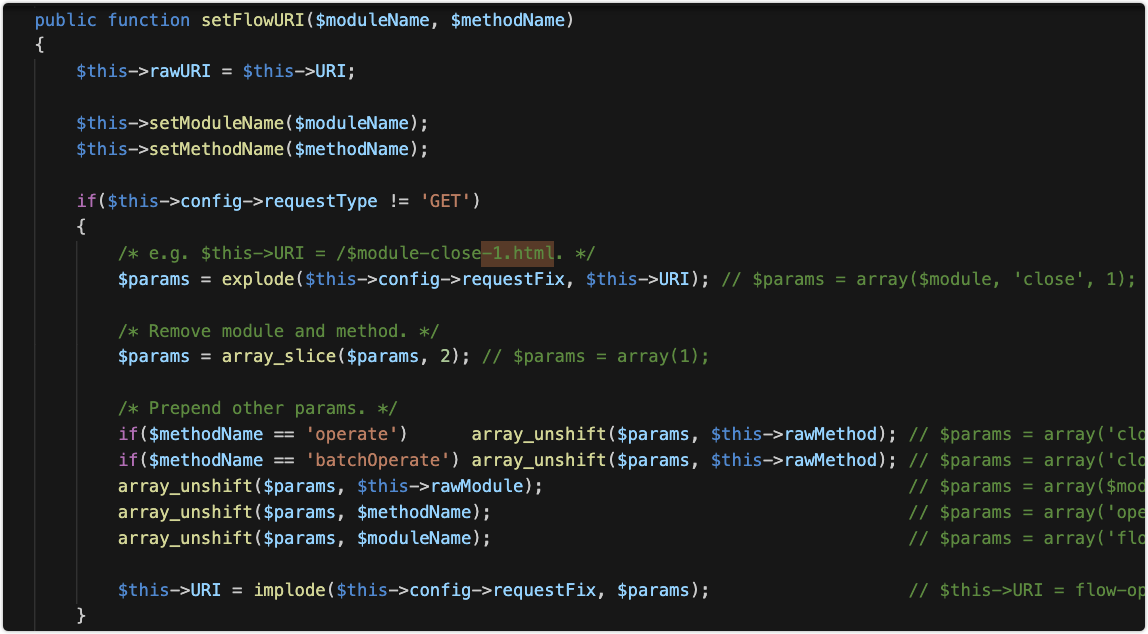 public function setFlowURI($moduleName, $methodName)
{
    $this->rawURI = $this->URI;

    $this->setModuleName($moduleName);
    $this->setMethodName($methodName);

    if($this->config->requestType != 'GET')
    {
        /* e.g. $this->URI = /$module-close-1.html. */
        $params = explode($this->config->requestFix, $this->URI); // $params = array($module, 'close', 1);

        /* Remove module and method. */
        $params = array_slice($params, 2); // $params = array(1);

        /* Prepend other params. */
        if($methodName == 'operate')      array_unshift($params, $this->rawMethod); // $params = array('clo
        if($methodName == 'batchOperate') array_unshift($params, $this->rawMethod); // $params = array('clo
        array_unshift($params, $this->rawModule);                                   // $params = array($mod
        array_unshift($params, $methodName);                                        // $params = array('ope
        array_unshift($params, $moduleName);                                        // $params = array('flo

        $this->URI = implode($this->config->requestFix, $params);                   // $this->URI = flow-op
    }